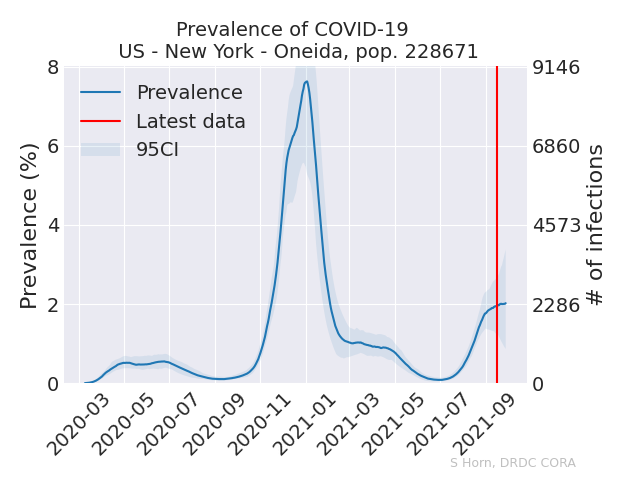 Prevalence of COVID-19
US - New York - Oneida, pop. 228671
Prevalence (%)
8
6
4
2
0
Prevalence
Latest data
95CI
9146
6860
4573
2286
0
# of infections
2020-03
2020-05
2020-07
2020-09
2020-11
2021-01
2021-03
2021-05
2021-07
2021-09
S Horn, DRDC CORA